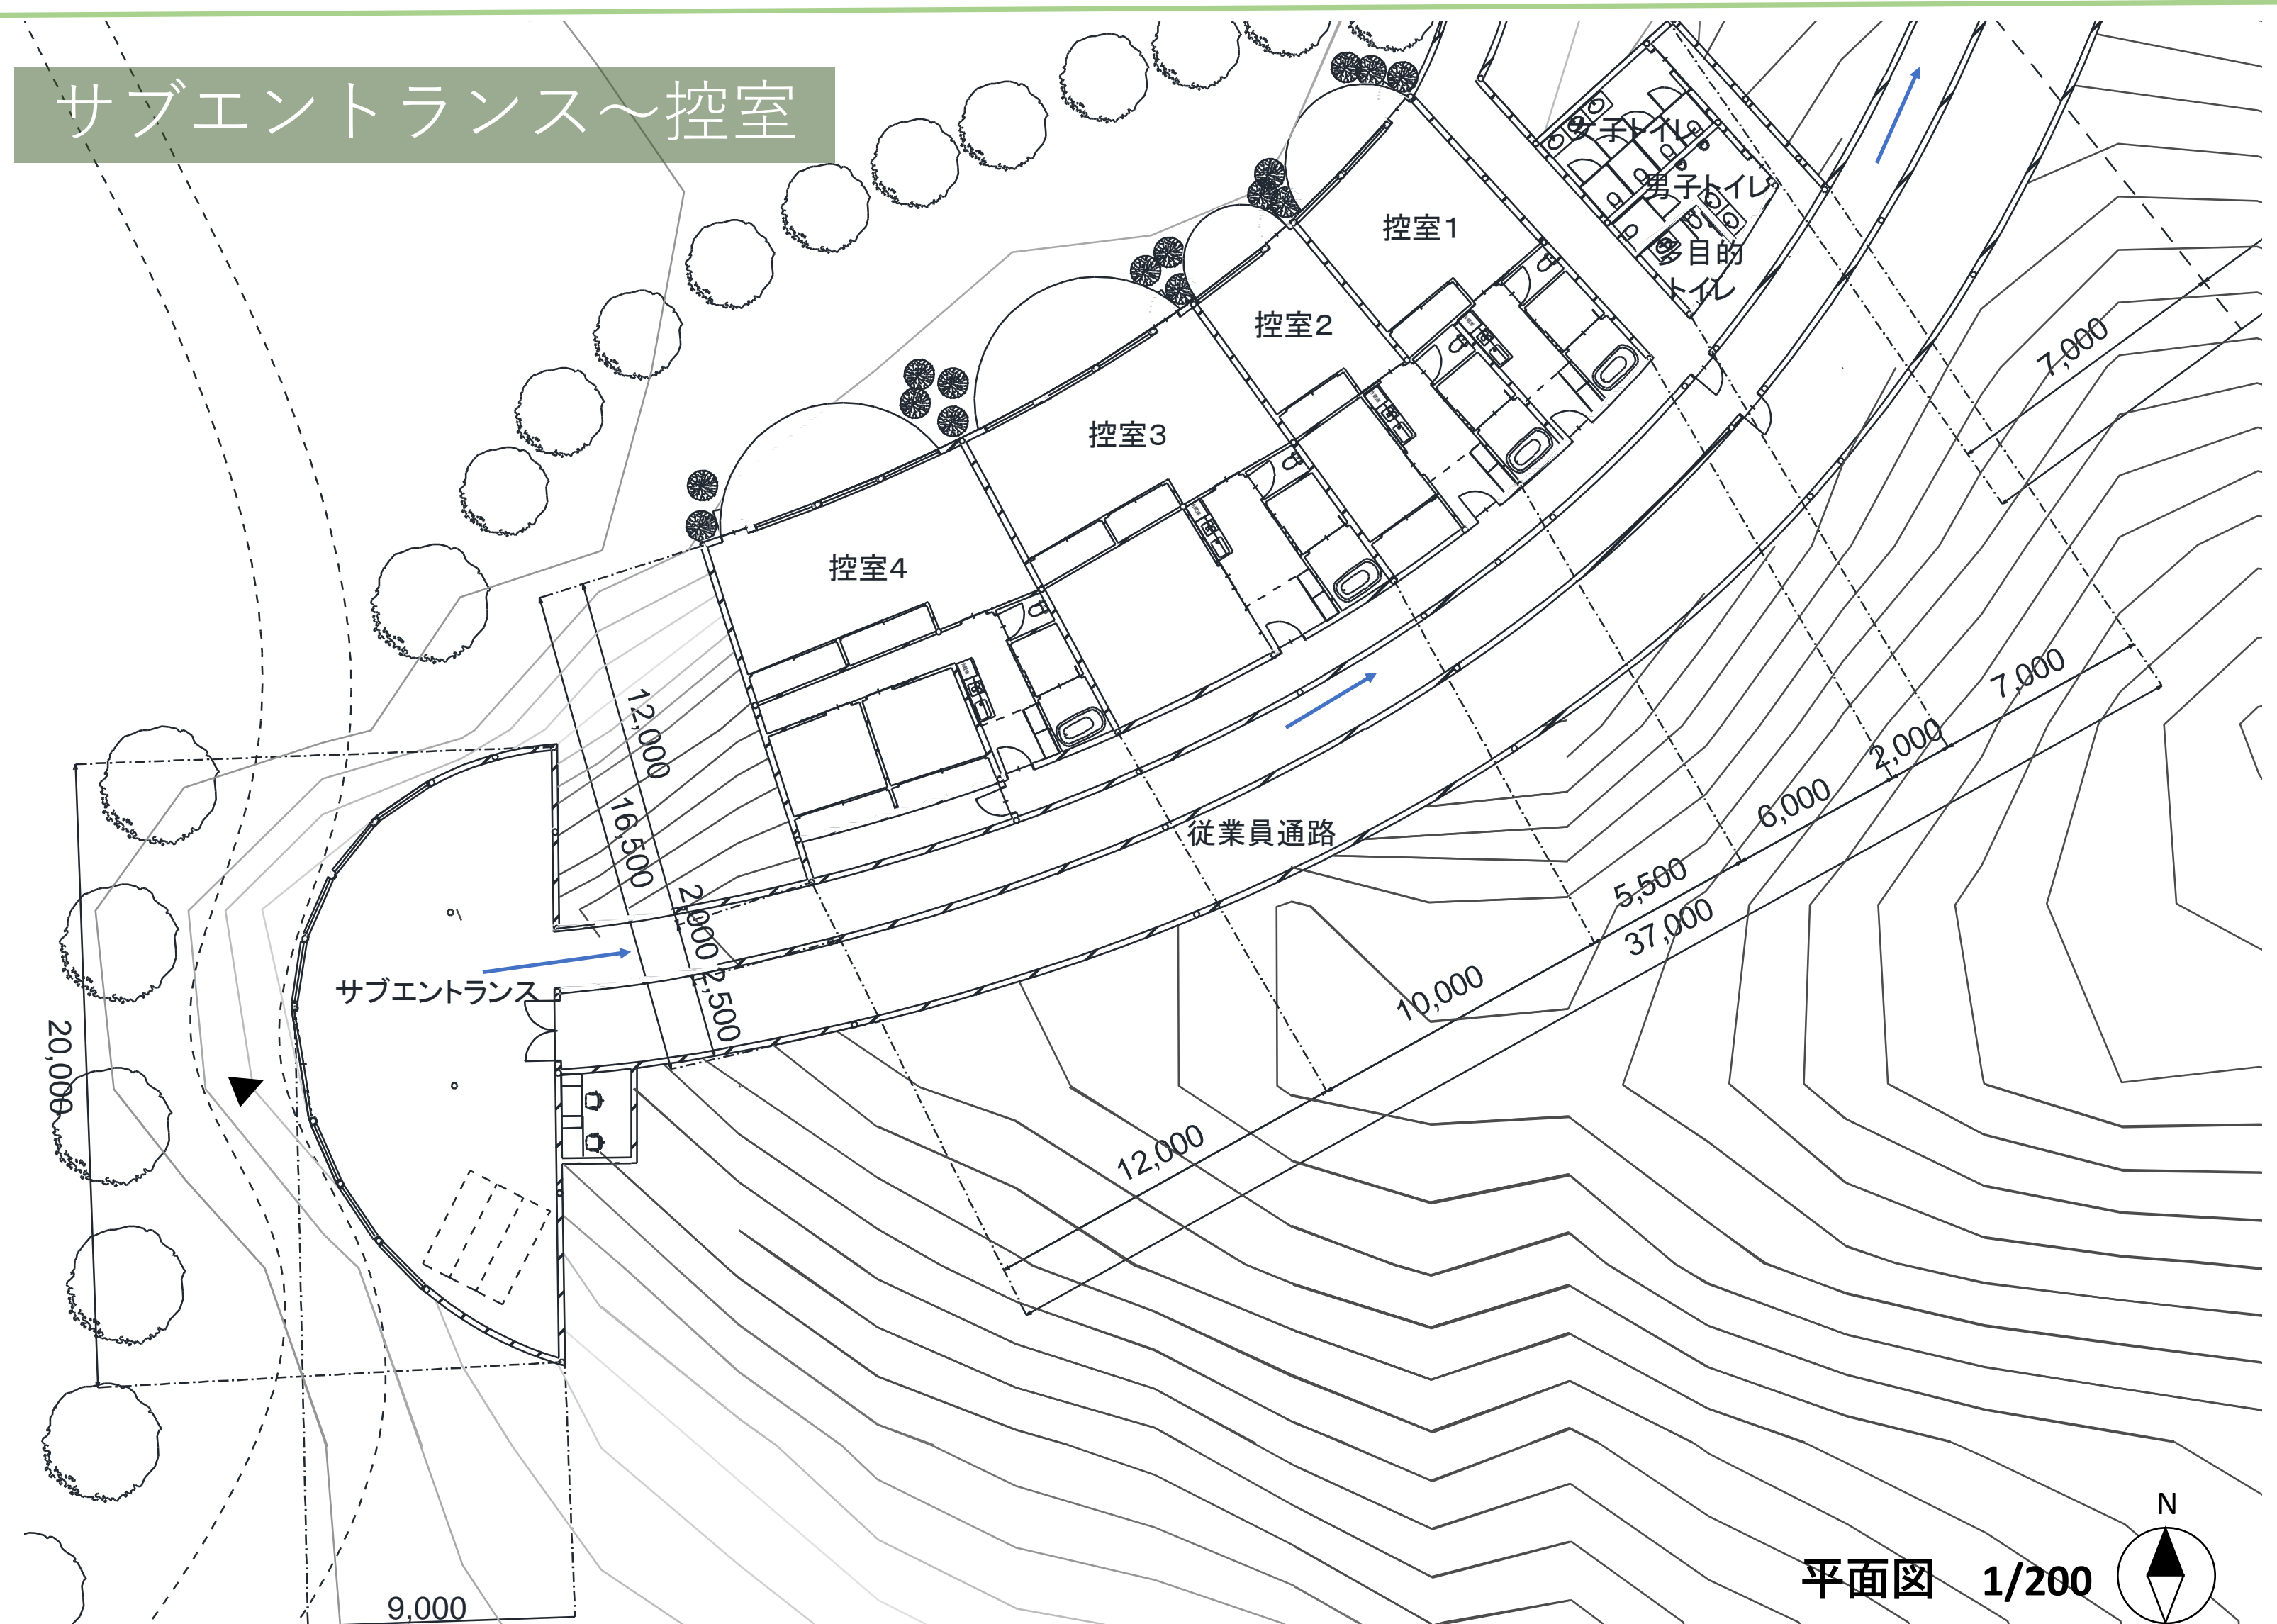 サブエントランス～控室
女子トイレ
男子トイレ
多目的
トイレ
控室1
控室2
控室3
控室4
7,000
12,000
16,500
2,000
2,500
従業員通路
サブエントランス
20,000
7,000
2,000
6,000
5,500
37,000
10,000
12,000
9,000
N
平面図 1/200